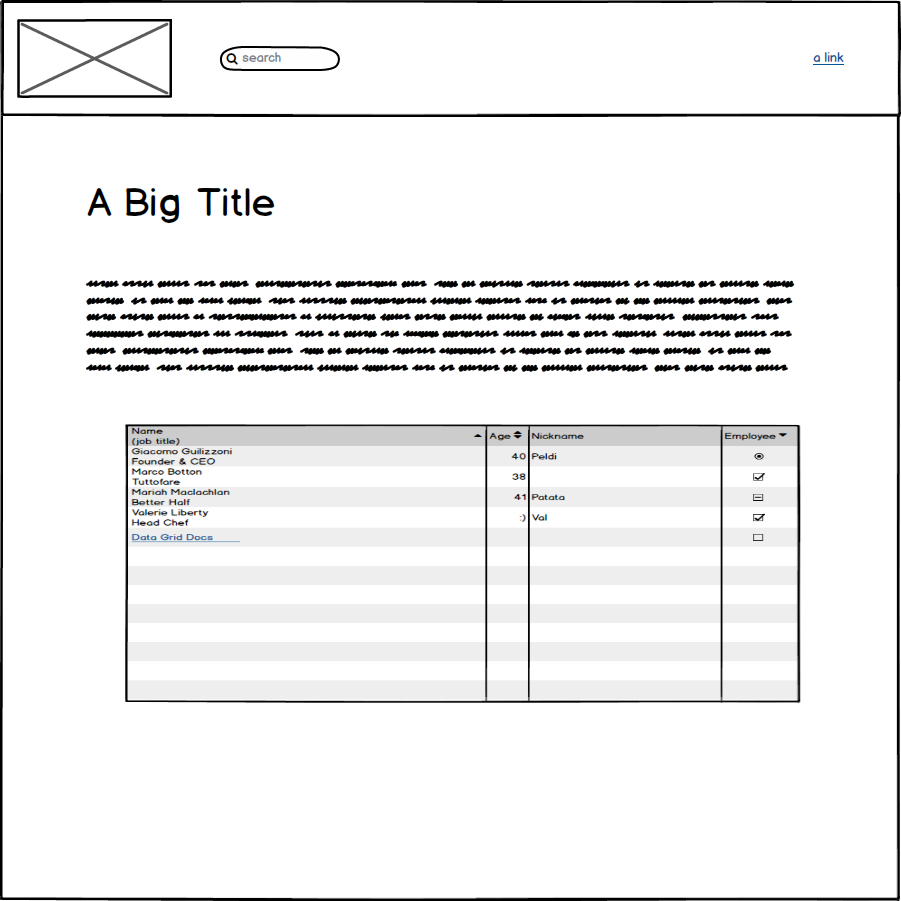 search
a link
A Big Title
Name
(job title)
Age
Nickname
Employee
Giacomo Guilizzoni
Founder & CEO
40
Peldi
Marco Botton
Tuttofare
38
Mariah Maclachlan
Better Half
41
Patata
Valerie Liberty
Head Chef
:)
Val
Data Grid Docs